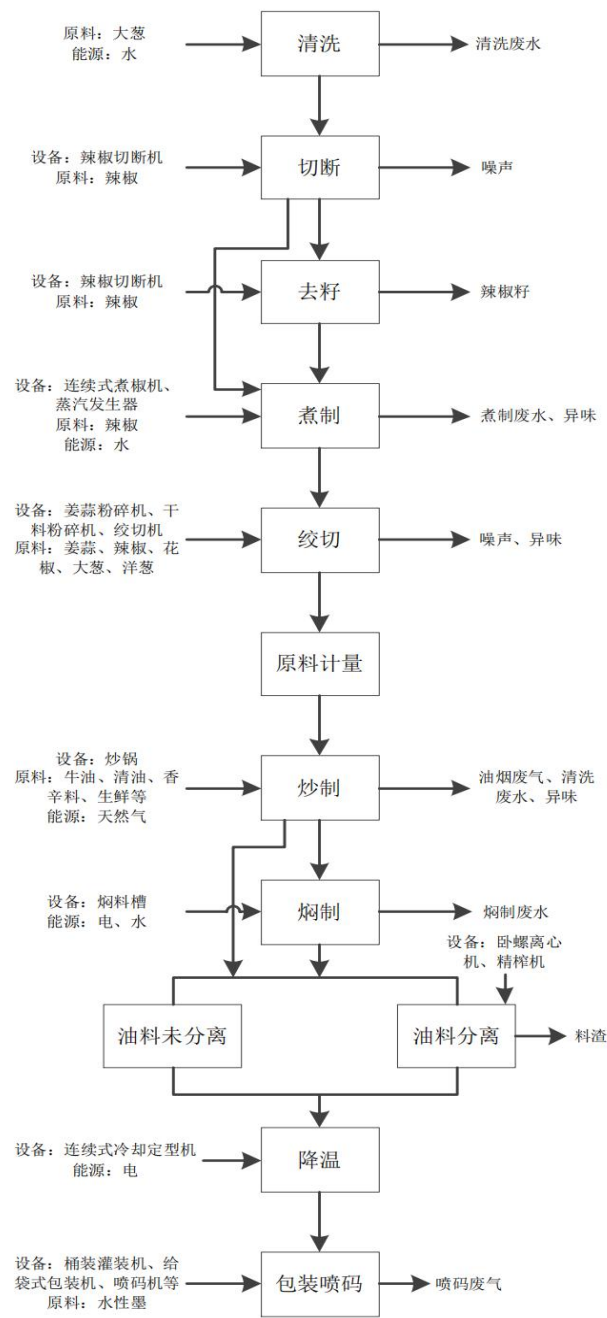 原料：大葱
能源：水
清洗
清洗废水
设备：辣椒切断机
原料：辣椒
切断
噪声
设备：辣椒切断机
原料：辣椒
去籽
辣椒籽
设备：连续式煮椒机、
蒸汽发生器
原料：辣椒
能源：水
煮制
煮制废水、异味
设备：姜蒜粉碎机、干
料粉碎机、绞切机
原料：姜蒜、辣椒、花
椒、大葱、洋葱
绞切
噪声、异味
原料计量
设备：炒锅
原料：牛油、清油、香
辛料、生鲜等
能源：天然气
炒制
油烟废气、清洗
废水、异味
设备：焖料槽
能源：电、水
焖制
焖制废水
设备：卧螺离心
机、精榨机
油料未分离
油料分离
料渣
设备：连续式冷却定型机
能源：电
降温
设备：桶装灌装机、给
袋式包装机、喷码机等
原料：水性墨
包装喷码
喷码废气